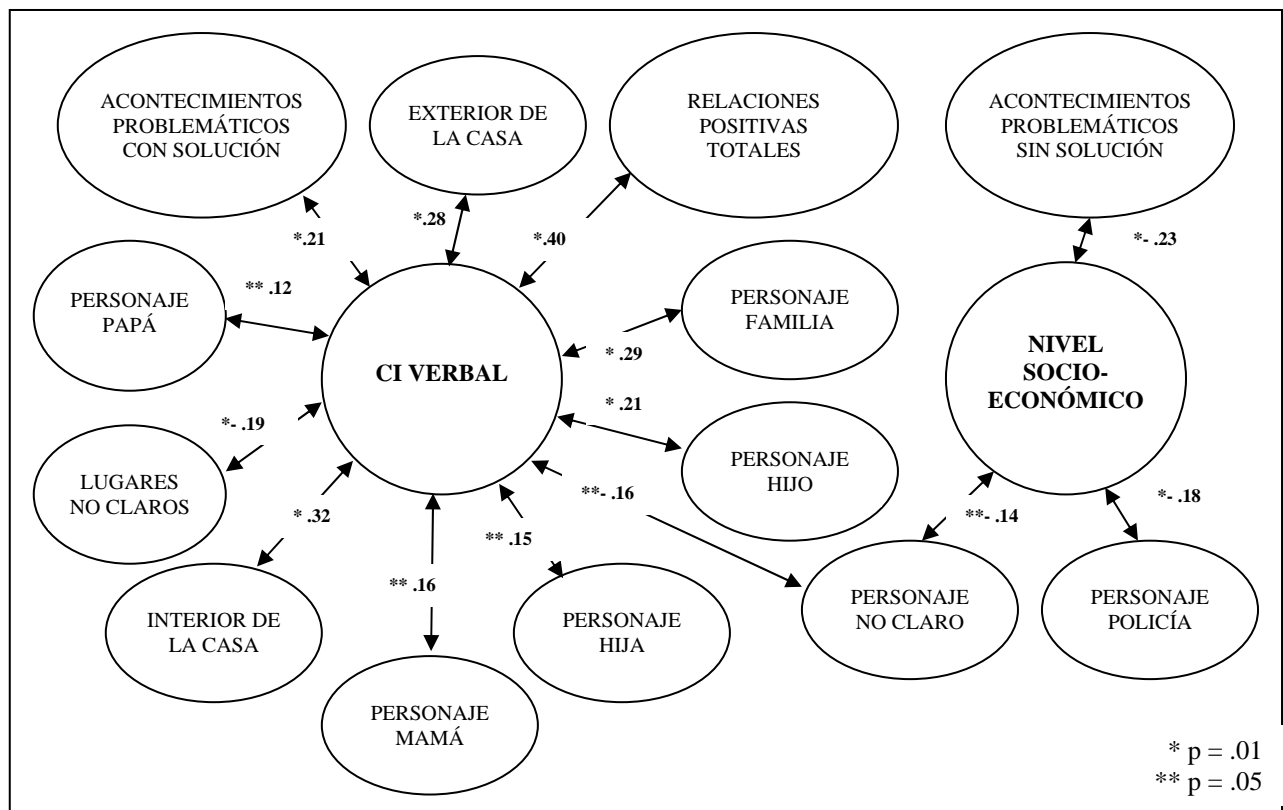 ACONTECIMIENTOS
PROBLEMÁTICOS
CON SOLUCIÓN
EXTERIOR DE
LA CASA
RELACIONES
POSITIVAS
TOTALES
ACONTECIMIENTOS
PROBLEMÁTICOS
SIN SOLUCIÓN
*.21
*.28
*.40
*- .23
PERSONAJE
PAPÁ
** .12
PERSONAJE
FAMILIA
* .29
CI VERBAL
NIVEL
SOCIO-
ECONÓMICO
* .21
PERSONAJE
HIJO
*- .19
LUGARES
NO CLAROS
* .32
**- .16
**- .14
*- .18
** .15
** .16
INTERIOR DE
LA CASA
PERSONAJE
HIJA
PERSONAJE
NO CLARO
PERSONAJE
POLICÍA
PERSONAJE
MAMÁ
* p = .01
** p = .05